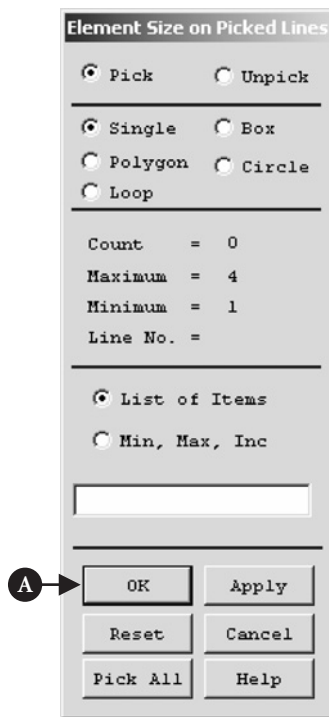 Element Size on Picked Lines
Pick Unpick
Single Box
Polygon Circle
Loop
Count = 0
Maximum = 4
Minimum = 1
Line No. =
List of Items
Min, Max, Inc
A OK Apply
Reset Cancel
Pick All Help